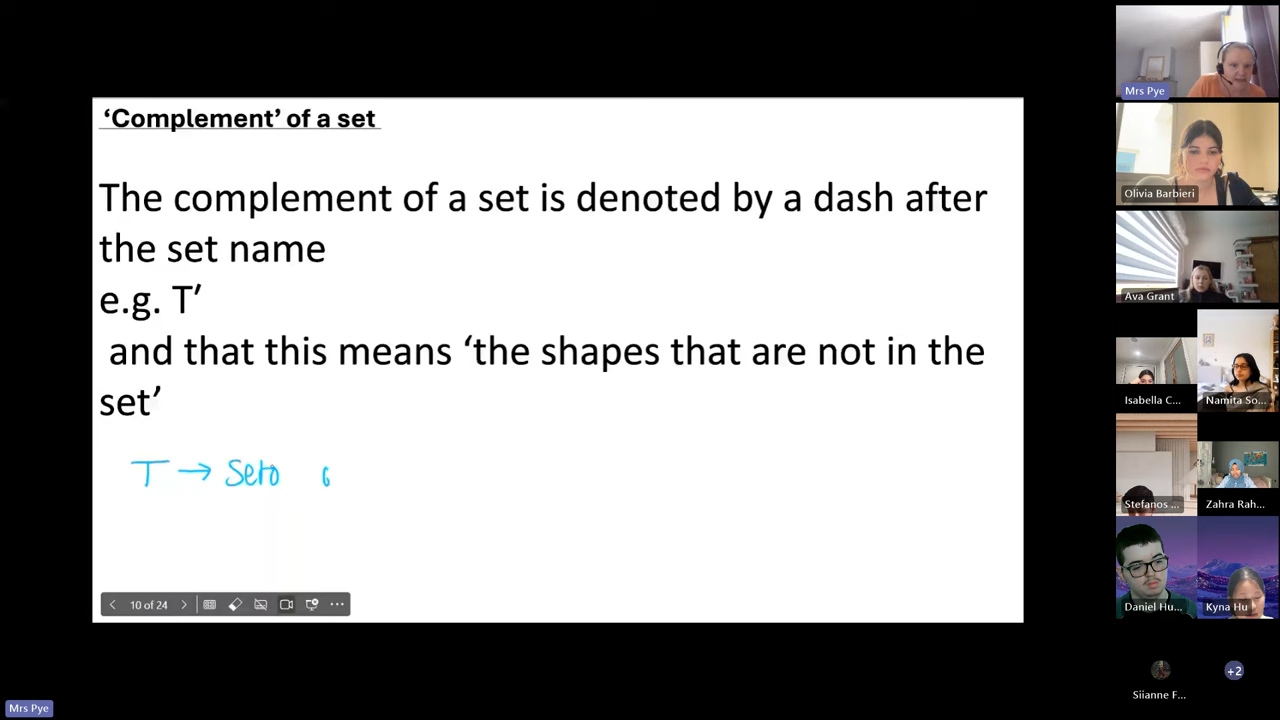 ‘Complement’ of a set
The complement of a set is denoted by a dash after
the set name
e.g. T’
and that this means ‘the shapes that are not in the
set’
T → Set o
10 of 24
Mrs Pye
Olivia Barbieri
Ava Grant
Isabella C...
Namita So...
Stefanos ...
Zahra Rah...
Daniel Hu...
Kyna Hu
Siianne F...
+2
Mrs Pye